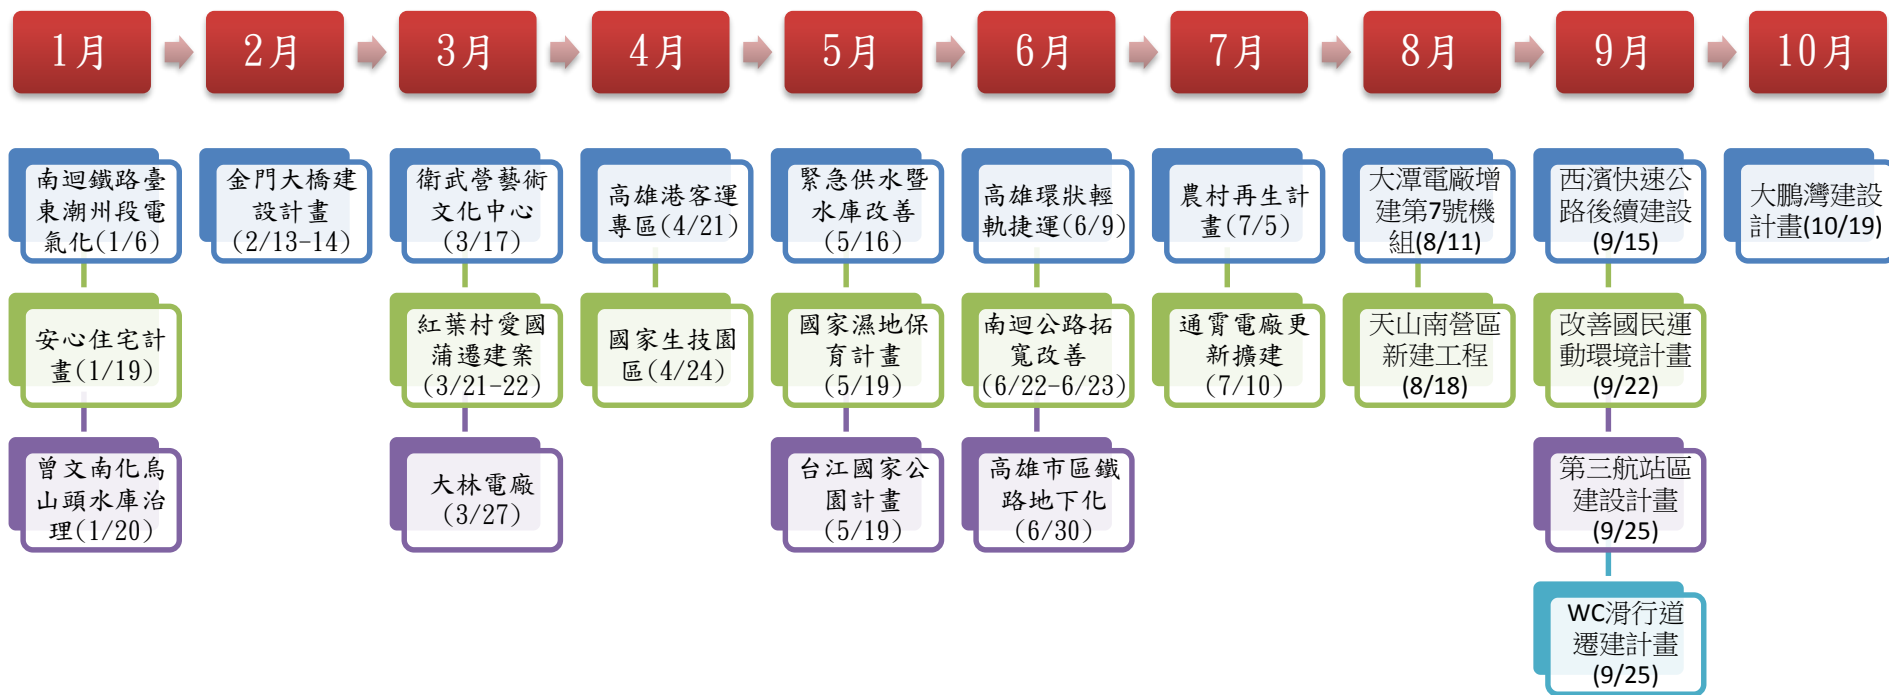 1月
2月
3月
4月
5月
6月
7月
8月
9月
10月
南迴鐵路臺
東潮州段電
氣化(1/6)
金門大橋建
設計畫
(2/13-14)
衛武營藝術
文化中心
(3/17)
高雄港客運
專區(4/21)
緊急供水暨
水庫改善
(5/16)
高雄環狀輕
軌捷運(6/9)
農村再生計
畫(7/5)
大潭電廠增
建第7號機
組(8/11)
西濱快速公
路後續建設
(9/15)
大鵬灣建設
計畫(10/19)
安心住宅計
畫(1/19)
紅葉村愛國
蒲遷建案
(3/21-22)
國家生技園
區(4/24)
國家濕地保
育計畫
(5/19)
南迴公路拓
寬改善
(6/22-6/23)
通霄電廠更
新擴建
(7/10)
天山南營區
新建工程
(8/18)
改善國民運
動環境計畫
(9/22)
曾文南化烏
山頭水庫治
理(1/20)
大林電廠
(3/27)
台江國家公
園計畫
(5/19)
高雄市區鐵
路地下化
(6/30)
第三航站區
建設計畫
(9/25)
WC滑行道
遷建計畫
(9/25)